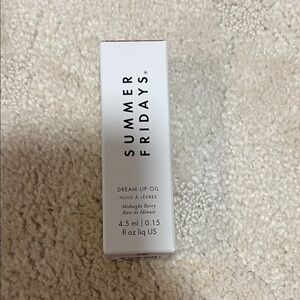 SUMMER
FRIDAYS®
DREAM LIP OIL
HUILE À LÈVRES
Midnight Berry
Baie de Minuit
4.5 ml | 0.15
fl oz liq US